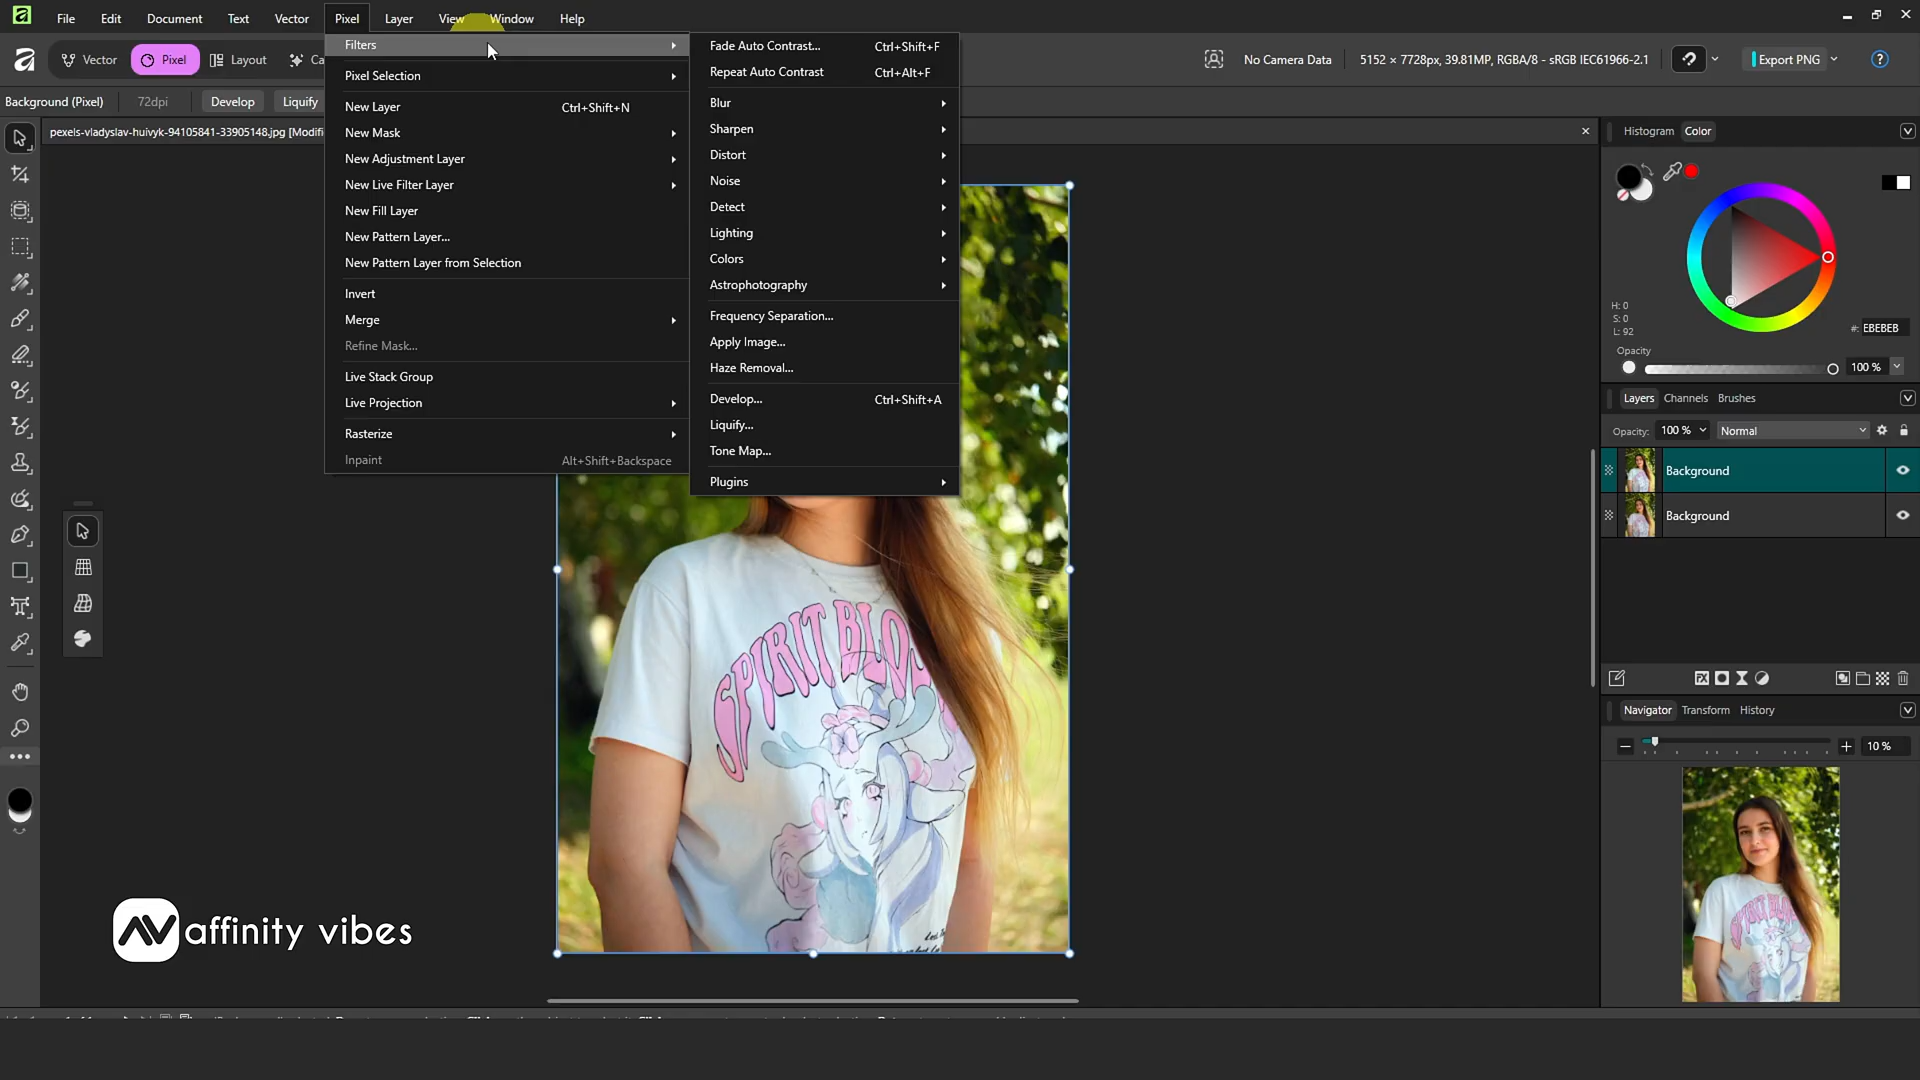 File Edit Document Text Vector Pixel Layer View Window Help
Vector Pixel Layout Ca
No Camera Data 5152 × 7728px, 39.81MP, RGBA/8 - sRGB IEC61966-2.1 Export PNG
Background (Pixel) 72dpi Develop Liquify
pexels-vladyslav-huivyk-94105841-33905148.jpg [Modifi
Filters
Pixel Selection
New Layer Ctrl+Shift+N
New Mask
New Adjustment Layer
New Live Filter Layer
New Fill Layer
New Pattern Layer...
New Pattern Layer from Selection
Invert
Merge
Refine Mask...
Live Stack Group
Live Projection
Rasterize
Inpaint Alt+Shift+Backspace
Fade Auto Contrast... Ctrl+Shift+F
Repeat Auto Contrast Ctrl+Alt+F
Blur
Sharpen
Distort
Noise
Detect
Lighting
Colors
Astrophotography
Frequency Separation...
Apply Image...
Haze Removal...
Develop... Ctrl+Shift+A
Liquify...
Tone Map...
Plugins
SPIRIT BLO
Histogram Color
H: 0
S: 0
L: 92
#: EBEBEB
Opacity
100 %
Layers Channels Brushes
Opacity: 100 % Normal
Background
Background
Navigator Transform History
10 %
affinity vibes